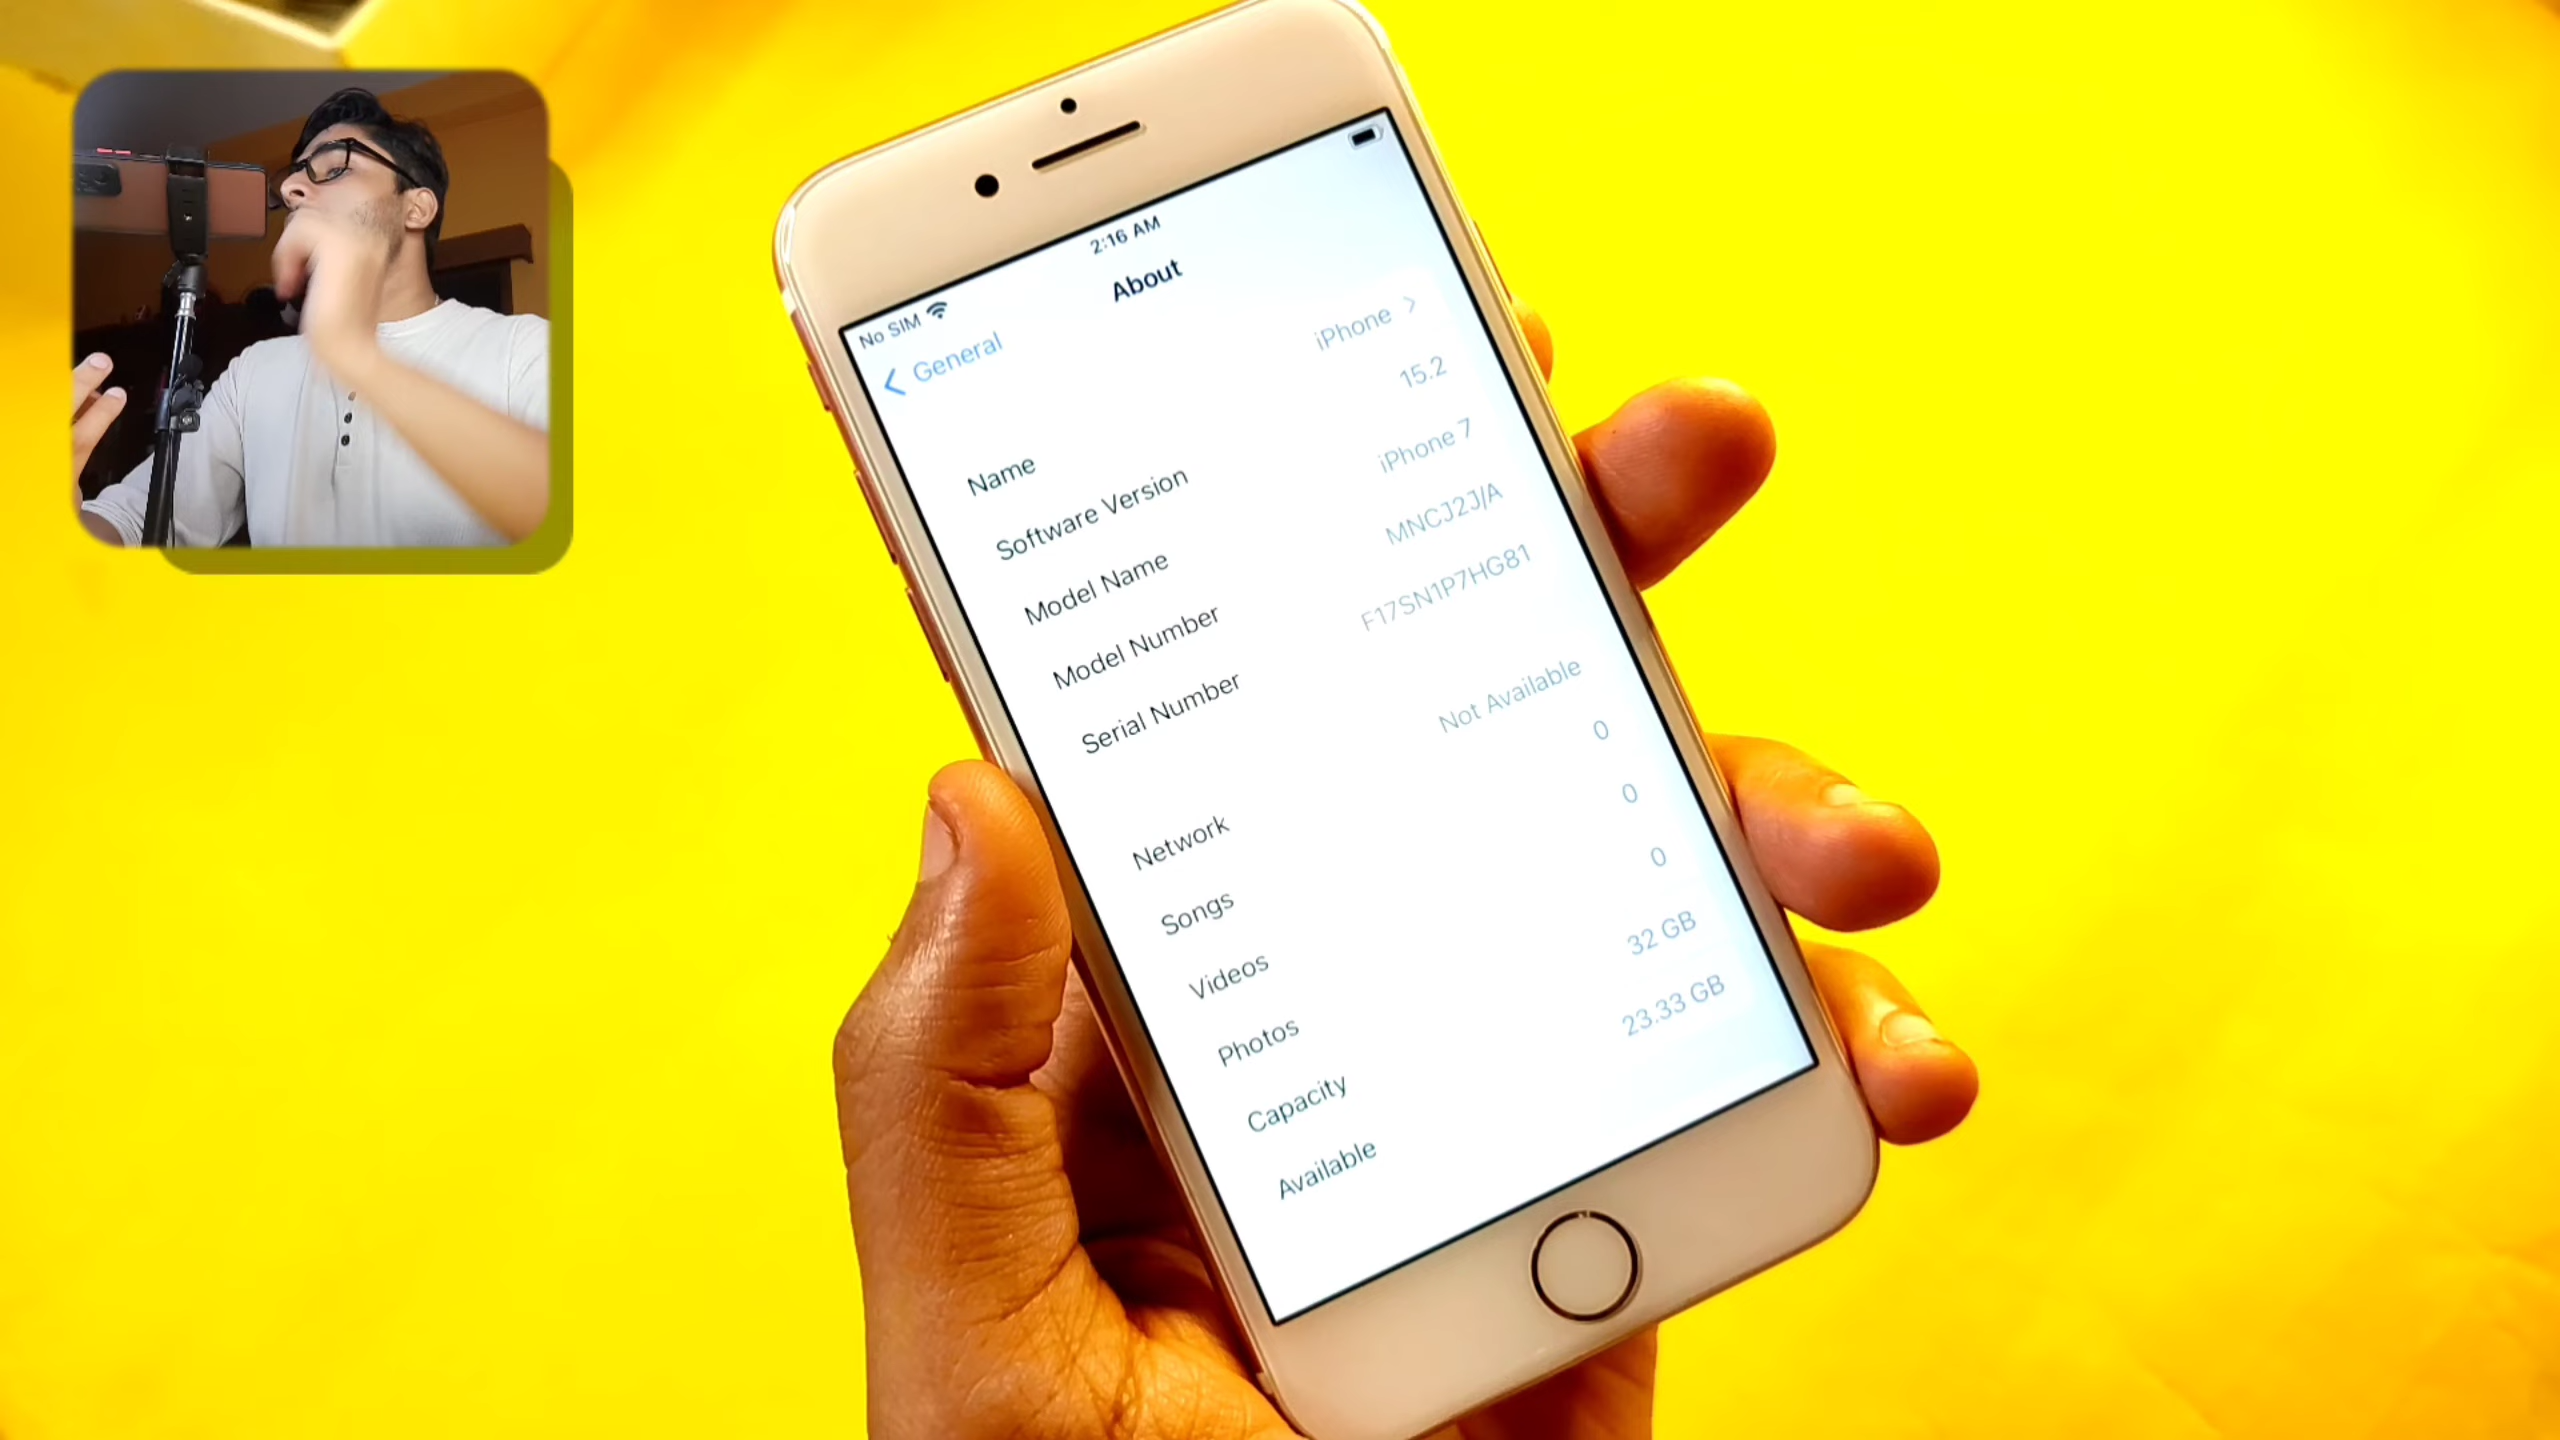 No SIM 2:16 AM
General About
Name iPhone
Software Version 15.2
Model Name iPhone 7
Model Number MNCJ2J/A
Serial Number F17SN1P7HG81
Network Not Available
Songs 0
Videos 0
Photos 0
Capacity 32 GB
Available 23.33 GB